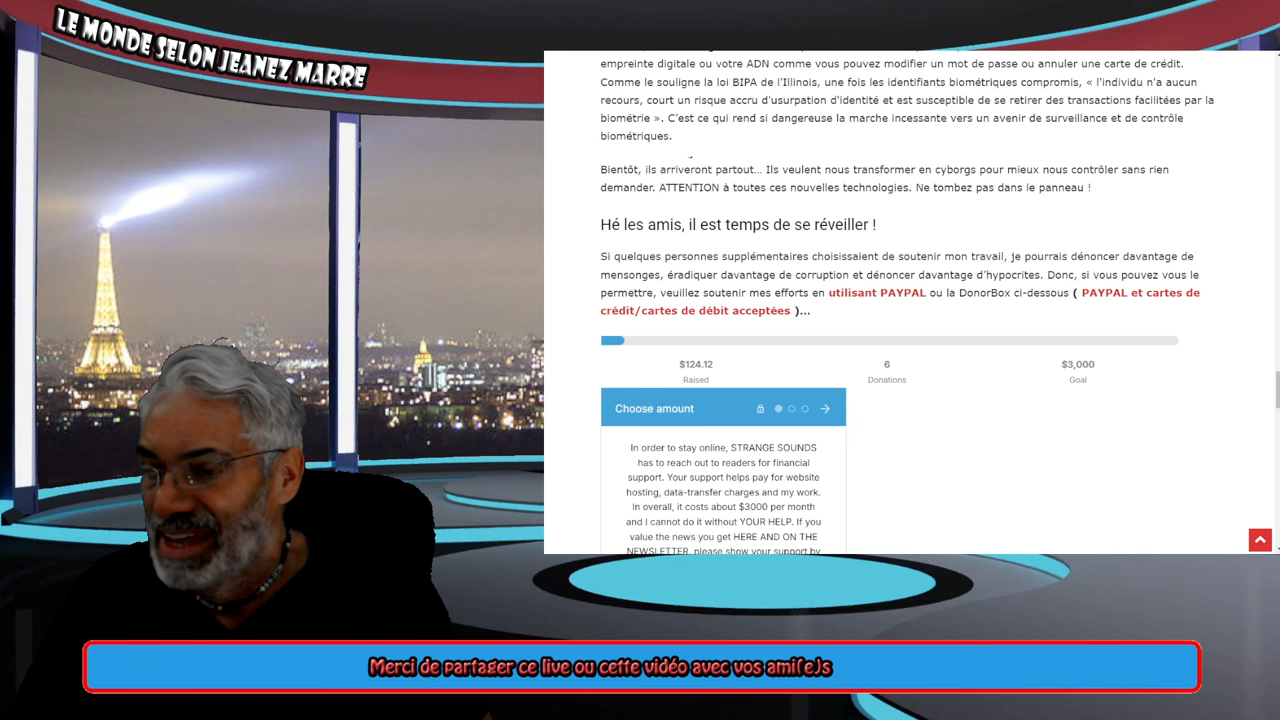 LE MONDE SELON JEANEZ MARRE
empreinte digitale ou votre ADN comme vous pouvez modifier un mot de passe ou annuler une carte de crédit.
Comme le souligne la loi BIPA de l'Illinois, une fois les identifiants biométriques compromis, « l'individu n'a aucun
recours, court un risque accru d'usurpation d'identité et est susceptible de se retirer des transactions facilitées par la
biométrie ». C'est ce qui rend si dangereuse la marche incessante vers un avenir de surveillance et de contrôle
biométriques.
Bientôt, ils arriveront partout... Ils veulent nous transformer en cyborgs pour mieux nous contrôler sans rien
demander. ATTENTION à toutes ces nouvelles technologies. Ne tombez pas dans le panneau !
Hé les amis, il est temps de se réveiller !
Si quelques personnes supplémentaires choisissaient de soutenir mon travail, je pourrais dénoncer davantage de
mensonges, éradiquer davantage de corruption et dénoncer davantage d'hypocrites. Donc, si vous pouvez vous le
permettre, veuillez soutenir mes efforts en utilisant PAYPAL ou la DonorBox ci-dessous ( PAYPAL et cartes de
crédit/cartes de débit acceptées )...
$124.12 6 $3,000
Raised Donations Goal
Choose amount
In order to stay online, STRANGE SOUNDS
has to reach out to readers for financial
support. Your support helps pay for website
hosting, data-transfer charges and my work.
In overall, it costs about $3000 per month
and I cannot do it without YOUR HELP. If you
value the news you get HERE AND ON THE
NEWSLETTER, please show your support by
Merci de partager ce live ou cette vidéo avec vos ami(e)s